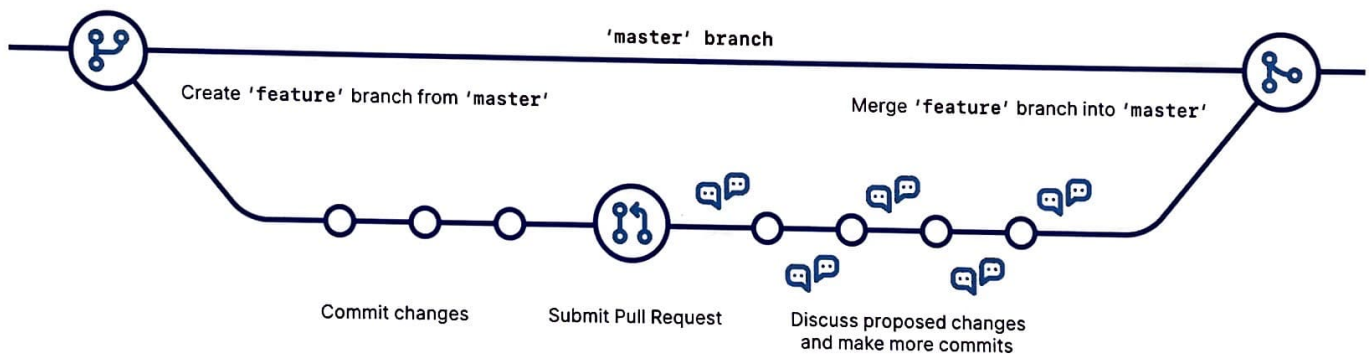 'master' branch
Create 'feature' branch from 'master'
Merge 'feature' branch into 'master'
Commit changes
Submit Pull Request
Discuss proposed changes
and make more commits